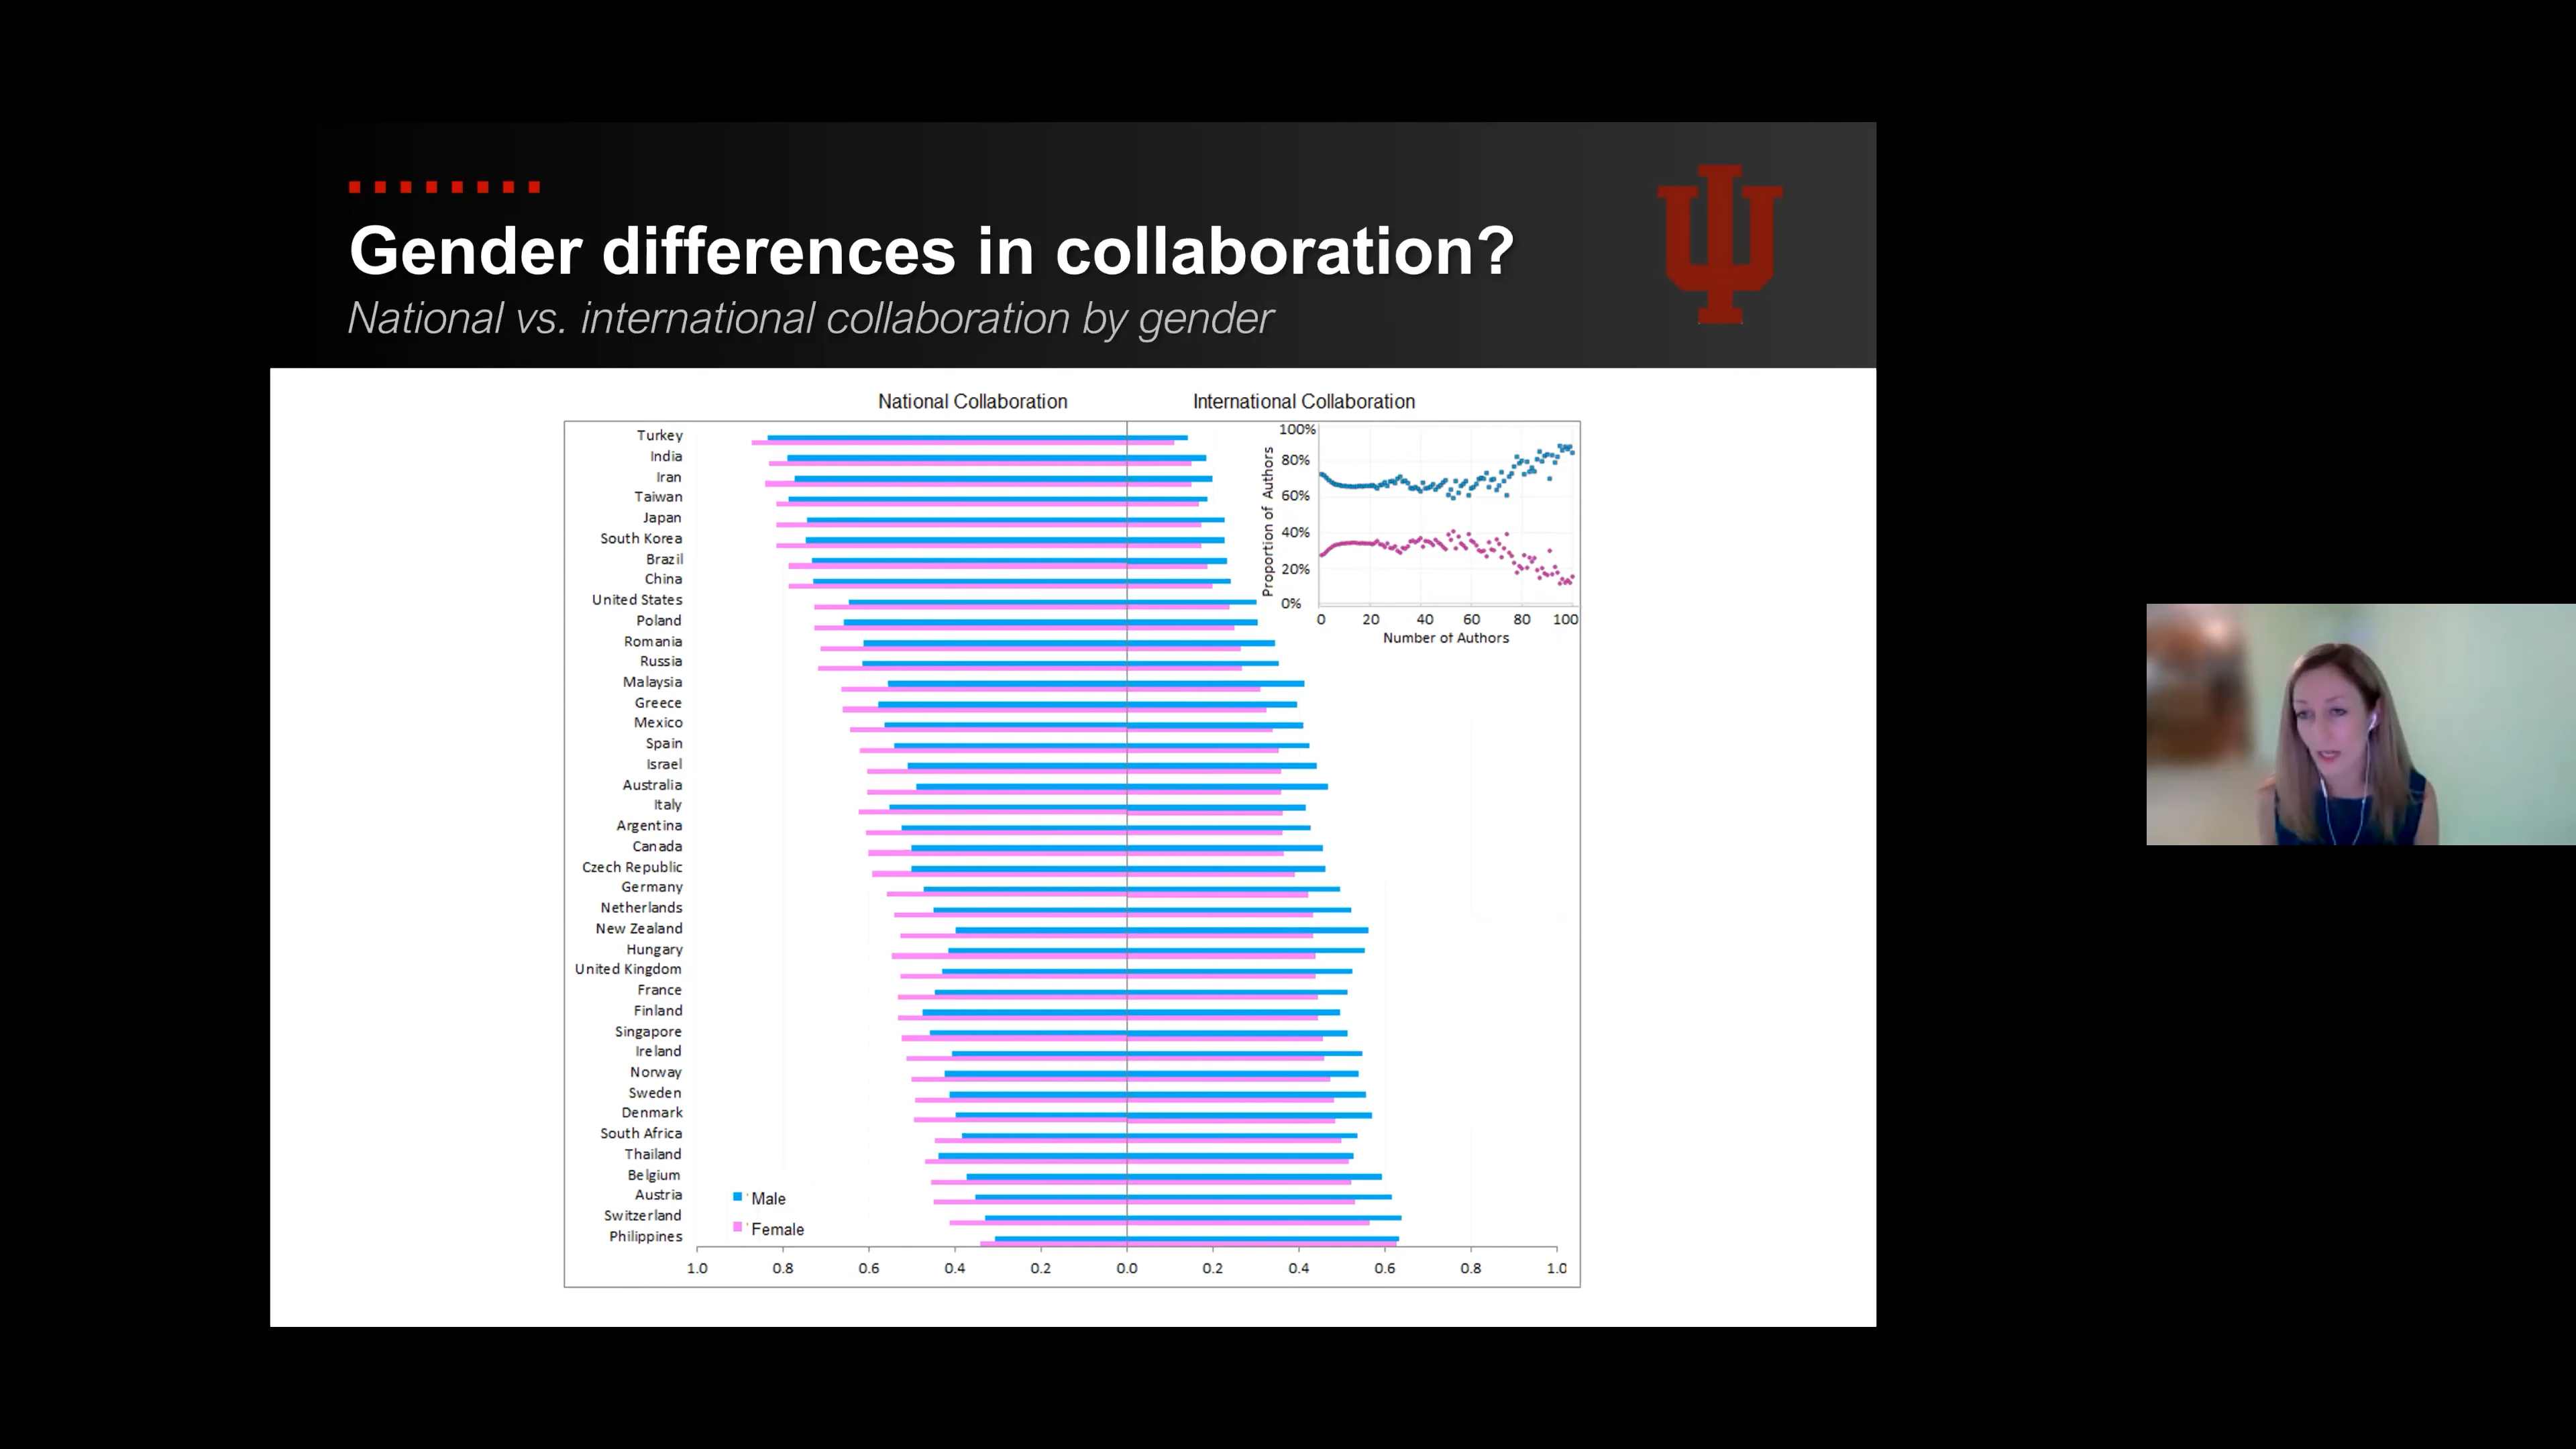 Gender differences in collaboration?
National vs. international collaboration by gender
National Collaboration
International Collaboration
Turkey
India
Iran
Taiwan
Japan
South Korea
Brazil
China
United States
Poland
Romania
Russia
Malaysia
Greece
Mexico
Spain
Israel
Australia
Italy
Argentina
Canada
Czech Republic
Germany
Netherlands
New Zealand
Hungary
United Kingdom
France
Finland
Singapore
Ireland
Norway
Sweden
Denmark
South Africa
Thailand
Belgium
Austria
Switzerland
Philippines
Male
Female
1.0 0.8 0.6 0.4 0.2 0.0 0.2 0.4 0.6 0.8 1.0
Proportion of Authors
100%
80%
60%
40%
20%
0%
0 20 40 60 80 100
Number of Authors